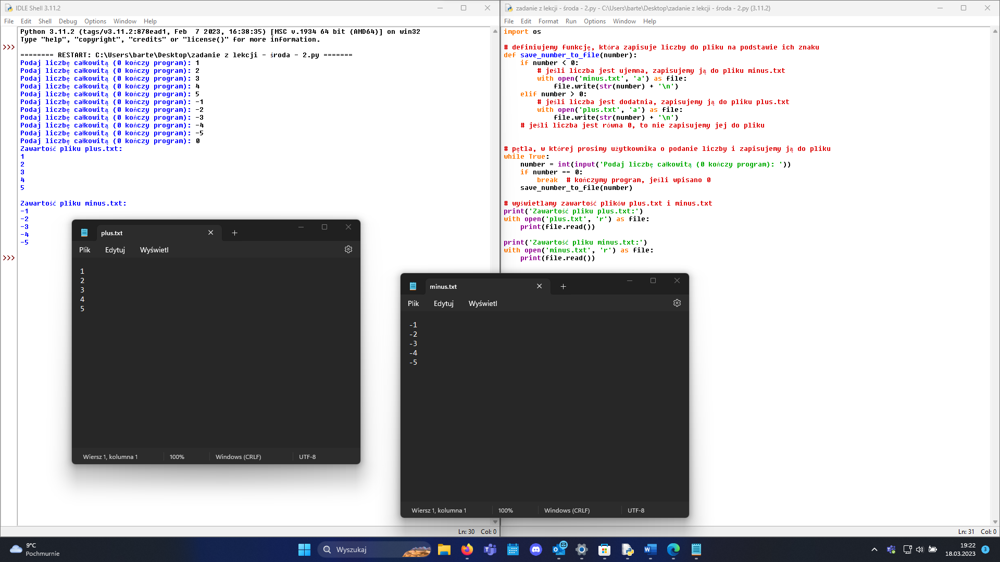 IDLE Shell 3.11.2
File Edit Shell Debug Options Window Help
Python 3.11.2 (tags/v3.11.2:878ead1, Feb  7 2023, 16:38:35) [MSC v.1934 64 bit (AMD64)] on win32
Type "help", "copyright", "credits" or "license()" for more information.
>>>
======== RESTART: C:\Users\barte\Desktop\zadanie z lekcji - środa - 2.py =======
Podaj liczbę całkowitą (0 kończy program): 1
Podaj liczbę całkowitą (0 kończy program): 2
Podaj liczbę całkowitą (0 kończy program): 3
Podaj liczbę całkowitą (0 kończy program): 4
Podaj liczbę całkowitą (0 kończy program): 5
Podaj liczbę całkowitą (0 kończy program): -1
Podaj liczbę całkowitą (0 kończy program): -2
Podaj liczbę całkowitą (0 kończy program): -3
Podaj liczbę całkowitą (0 kończy program): -4
Podaj liczbę całkowitą (0 kończy program): -5
Podaj liczbę całkowitą (0 kończy program): 0
Zawartość pliku plus.txt:
1
2
3
4
5
Zawartość pliku minus.txt:
-1
-2
-3
-4
-5
>>>
Ln: 30 Col: 0
zadanie z lekcji - środa - 2.py - C:\Users\barte\Desktop\zadanie z lekcji - środa - 2.py (3.11.2)
File Edit Format Run Options Window Help
import os
# definiujemy funkcję, która zapisuje liczby do pliku na podstawie ich znaku
def save_number_to_file(number):
    if number < 0:
        # jeśli liczba jest ujemna, zapisujemy ją do pliku minus.txt
        with open('minus.txt', 'a') as file:
            file.write(str(number) + '\n')
    elif number > 0:
        # jeśli liczba jest dodatnia, zapisujemy ją do pliku plus.txt
        with open('plus.txt', 'a') as file:
            file.write(str(number) + '\n')
    # jeśli liczba jest równa 0, to nie zapisujemy jej do pliku
# pętla, w której prosimy użytkownika o podanie liczby i zapisujemy ją do pliku
while True:
    number = int(input('Podaj liczbę całkowitą (0 kończy program): '))
    if number == 0:
        break  # kończymy program, jeśli wpisano 0
    save_number_to_file(number)
# wyświetlamy zawartość plików plus.txt i minus.txt
print('Zawartość pliku plus.txt:')
with open('plus.txt', 'r') as file:
    print(file.read())
print('Zawartość pliku minus.txt:')
with open('minus.txt', 'r') as file:
    print(file.read())
Ln: 31 Col: 0
plus.txt
Plik Edytuj Wyświetl
1
2
3
4
5
Wiersz 1, kolumna 1 100% Windows (CRLF) UTF-8
minus.txt
Plik Edytuj Wyświetl
-1
-2
-3
-4
-5
Wiersz 1, kolumna 1 100% Windows (CRLF) UTF-8
9°C
Pochmurnie
Wyszukaj
19:22
18.03.2023
3